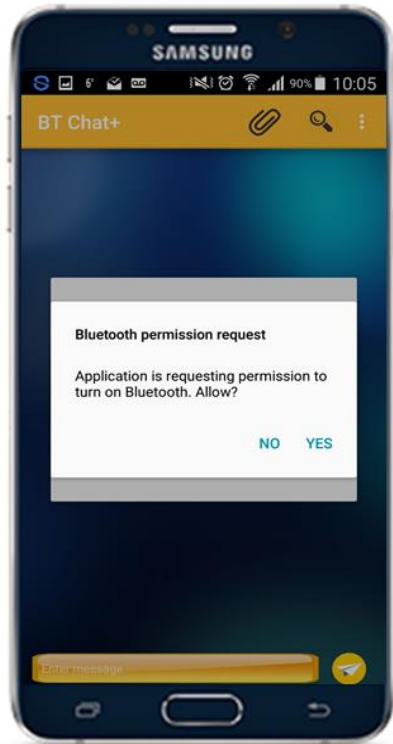 SAMSUNG
6°
90% 10:05
BT Chat+
Bluetooth permission request
Application is requesting permission to
turn on Bluetooth. Allow?
NO YES
Enter message